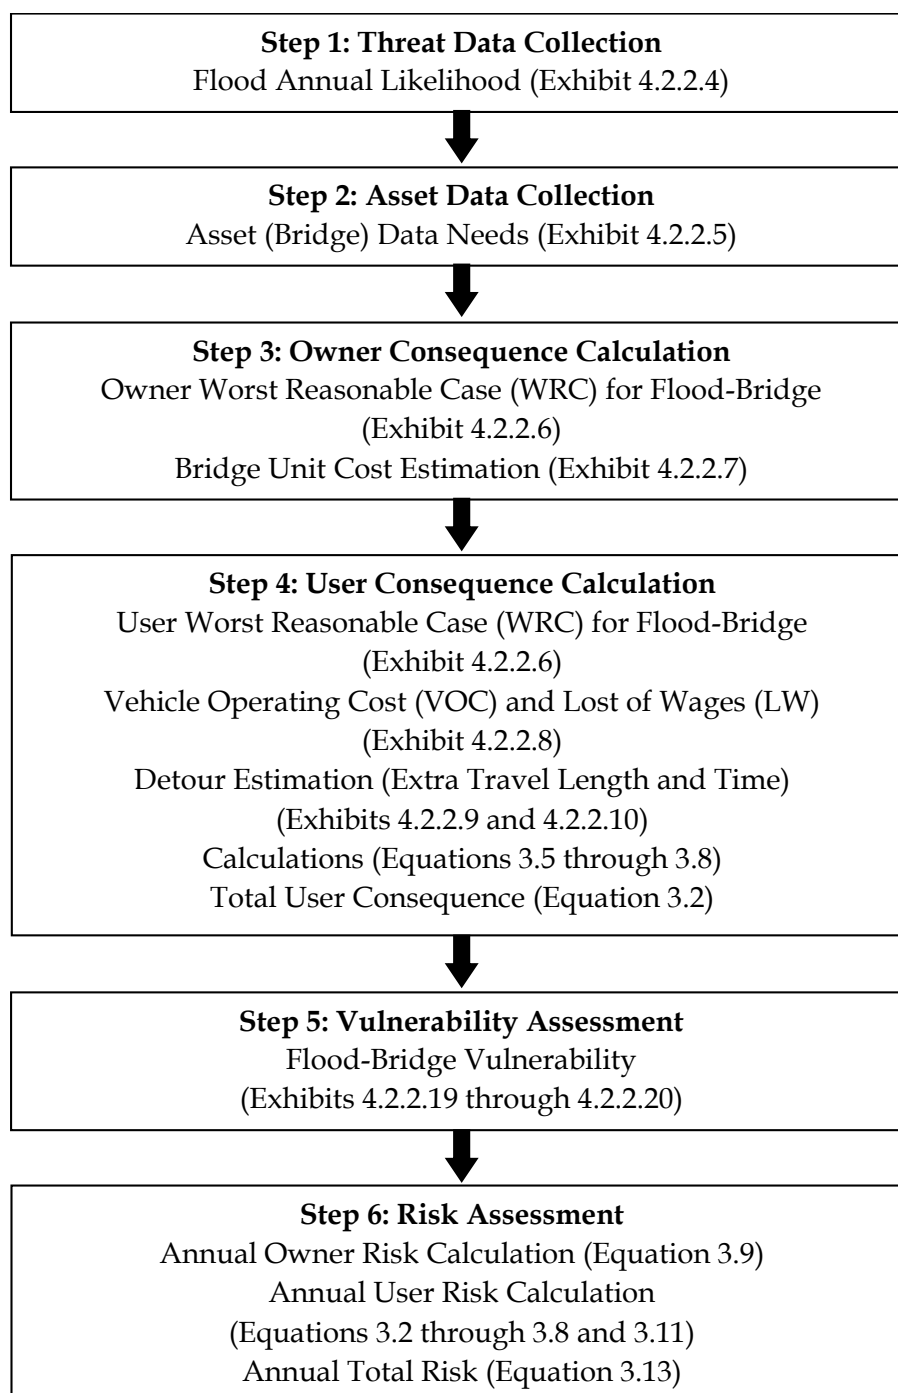 Step 1: Threat Data Collection
Flood Annual Likelihood (Exhibit 4.2.2.4)
Step 2: Asset Data Collection
Asset (Bridge) Data Needs (Exhibit 4.2.2.5)
Step 3: Owner Consequence Calculation
Owner Worst Reasonable Case (WRC) for Flood-Bridge
(Exhibit 4.2.2.6)
Bridge Unit Cost Estimation (Exhibit 4.2.2.7)
Step 4: User Consequence Calculation
User Worst Reasonable Case (WRC) for Flood-Bridge
(Exhibit 4.2.2.6)
Vehicle Operating Cost (VOC) and Lost of Wages (LW)
(Exhibit 4.2.2.8)
Detour Estimation (Extra Travel Length and Time)
(Exhibits 4.2.2.9 and 4.2.2.10)
Calculations (Equations 3.5 through 3.8)
Total User Consequence (Equation 3.2)
Step 5: Vulnerability Assessment
Flood-Bridge Vulnerability
(Exhibits 4.2.2.19 through 4.2.2.20)
Step 6: Risk Assessment
Annual Owner Risk Calculation (Equation 3.9)
Annual User Risk Calculation
(Equations 3.2 through 3.8 and 3.11)
Annual Total Risk (Equation 3.13)